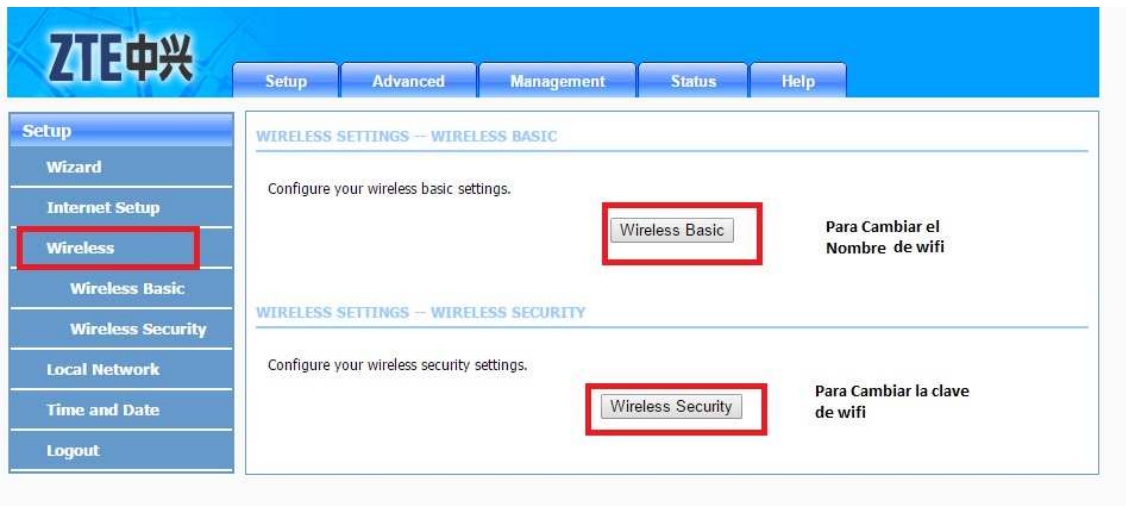 ZTE中兴
Setup
Advanced
Management
Status
Help
Setup
Wizard
Internet Setup
Wireless
Wireless Basic
Wireless Security
Local Network
Time and Date
Logout
WIRELESS SETTINGS -- WIRELESS BASIC
Configure your wireless basic settings.
Wireless Basic
Para Cambiar el
Nombre de wifi
WIRELESS SETTINGS -- WIRELESS SECURITY
Configure your wireless security settings.
Wireless Security
Para Cambiar la clave
de wifi